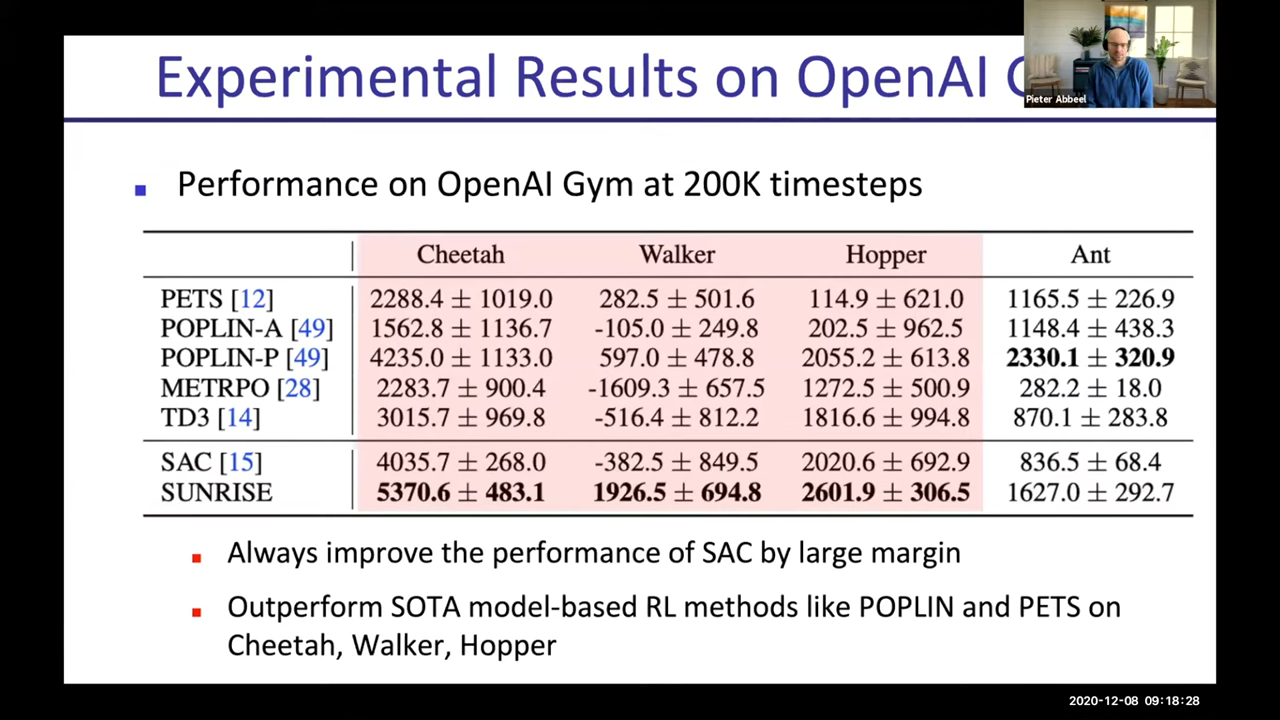 Experimental Results on OpenAI
Pieter Abbeel
Performance on OpenAI Gym at 200K timesteps
Cheetah Walker Hopper Ant
PETS [12] 2288.4 ± 1019.0 282.5 ± 501.6 114.9 ± 621.0 1165.5 ± 226.9
POPLIN-A [49] 1562.8 ± 1136.7 -105.0 ± 249.8 202.5 ± 962.5 1148.4 ± 438.3
POPLIN-P [49] 4235.0 ± 1133.0 597.0 ± 478.8 2055.2 ± 613.8 2330.1 ± 320.9
METRPO [28] 2283.7 ± 900.4 -1609.3 ± 657.5 1272.5 ± 500.9 282.2 ± 18.0
TD3 [14] 3015.7 ± 969.8 -516.4 ± 812.2 1816.6 ± 994.8 870.1 ± 283.8
SAC [15] 4035.7 ± 268.0 -382.5 ± 849.5 2020.6 ± 692.9 836.5 ± 68.4
SUNRISE 5370.6 ± 483.1 1926.5 ± 694.8 2601.9 ± 306.5 1627.0 ± 292.7
Always improve the performance of SAC by large margin
Outperform SOTA model-based RL methods like POPLIN and PETS on
Cheetah, Walker, Hopper
2020-12-08 09:18:28